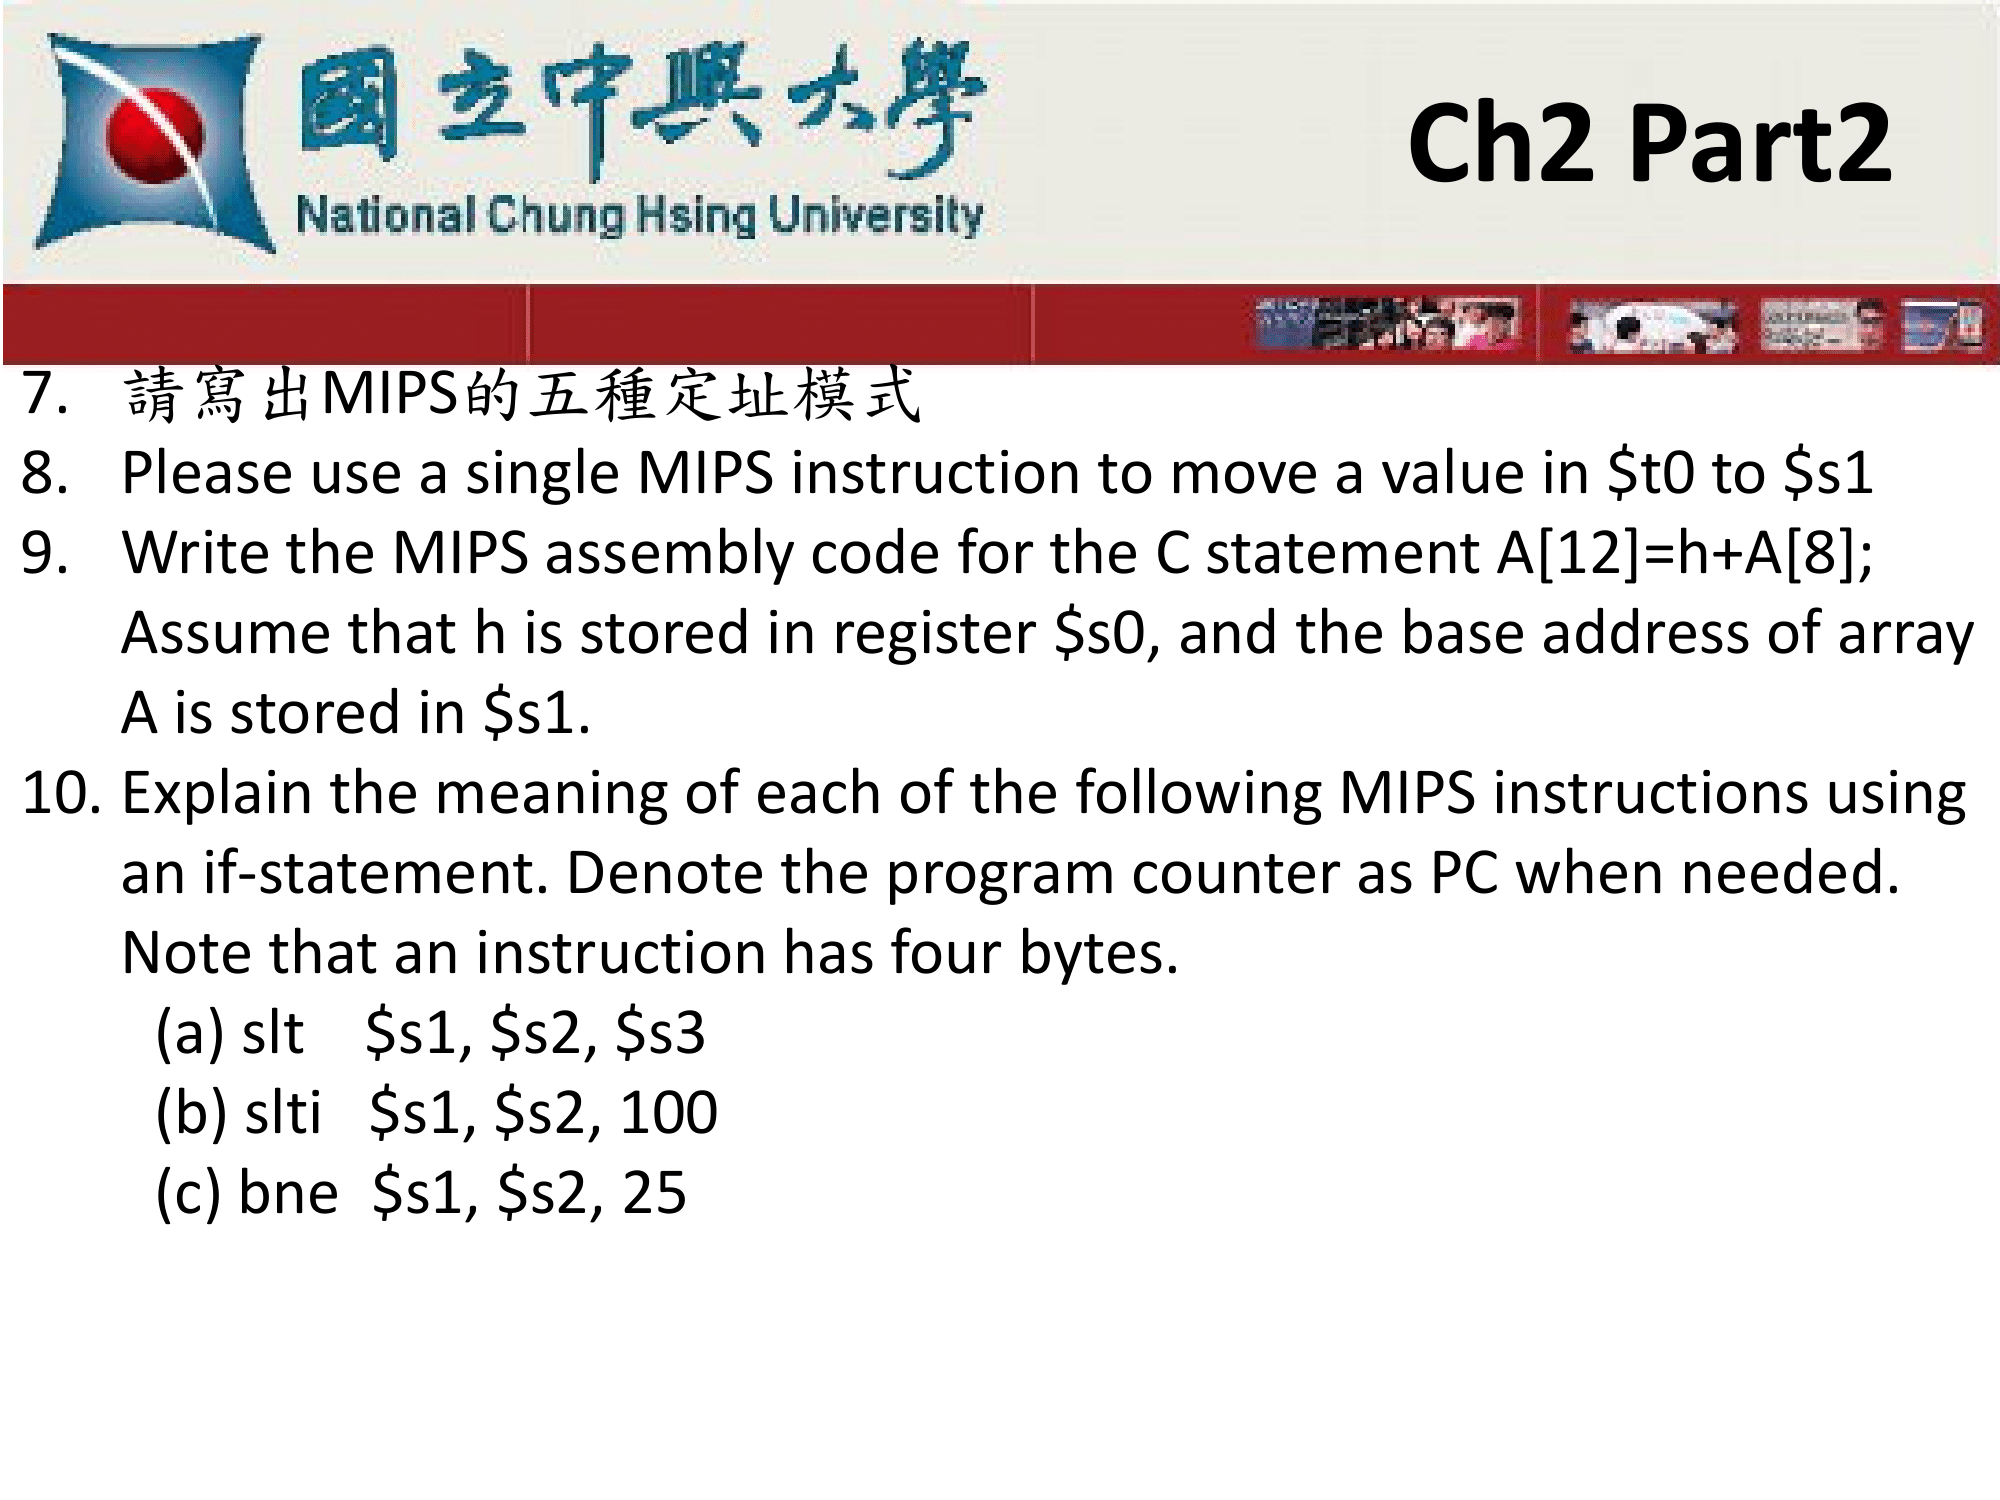 國立中興大學
National Chung Hsing University
Ch2 Part2
7. 請寫出MIPS的五種定址模式
8. Please use a single MIPS instruction to move a value in $t0 to $s1
9. Write the MIPS assembly code for the C statement A[12]=h+A[8];
Assume that h is stored in register $s0, and the base address of array
A is stored in $s1.
10. Explain the meaning of each of the following MIPS instructions using
an if-statement. Denote the program counter as PC when needed.
Note that an instruction has four bytes.
(a) slt $s1, $s2, $s3
(b) slti $s1, $s2, 100
(c) bne $s1, $s2, 25